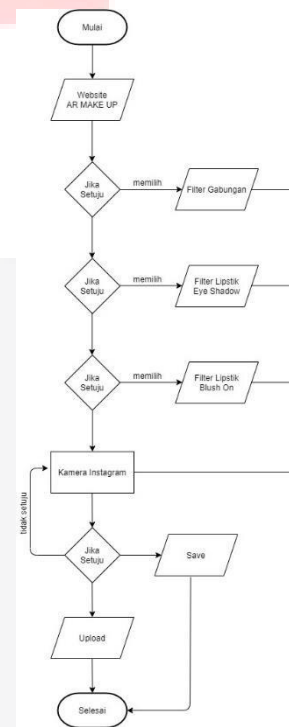 Mulai
Website
AR MAKE UP
Jika
Setuju
memilih
Filter Gabungan
Jika
Setuju
memilih
Filter Lipstik
Eye Shadow
Jika
Setuju
memilih
Filter Lipstik
Blush On
Kamera Instagram
tidak setuju
Jika
Setuju
Save
Upload
Selesai